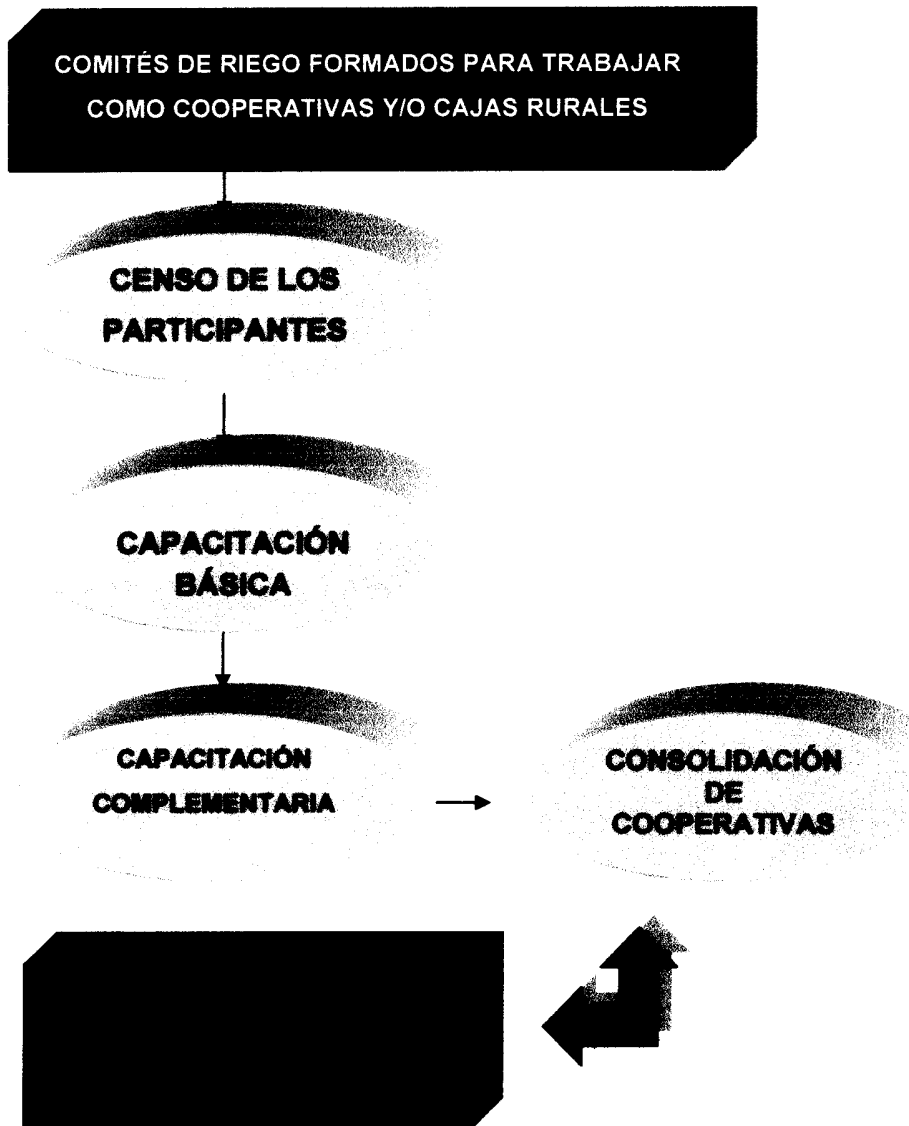 COMITÉS DE RIEGO FORMADOS PARA TRABAJAR
COMO COOPERATIVAS Y/O CAJAS RURALES
CENSO DE LOS
PARTICIPANTES
CAPACITACIÓN
BÁSICA
CAPACITACIÓN
COMPLEMENTARIA
CONSOLIDACIÓN
DE
COOPERATIVAS